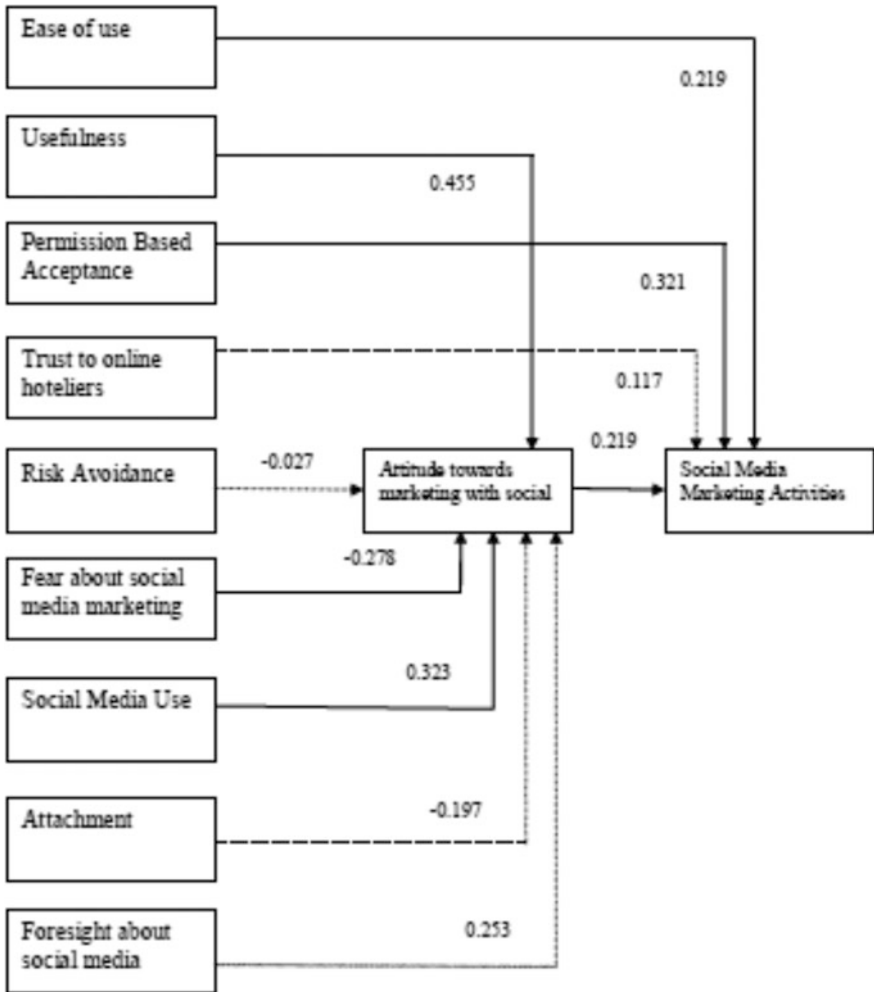 Ease of use
0.219
Usefulness
0.455
Permission Based
Acceptance
0.321
Trust to online
hoteliers
0.117
0.219
Risk Avoidance
-0.027
Attitude towards
marketing with social
Social Media
Marketing Activities
Fear about social
media marketing
-0.278
Social Media Use
0.323
Attachment
-0.197
Foresight about
social media
0.253